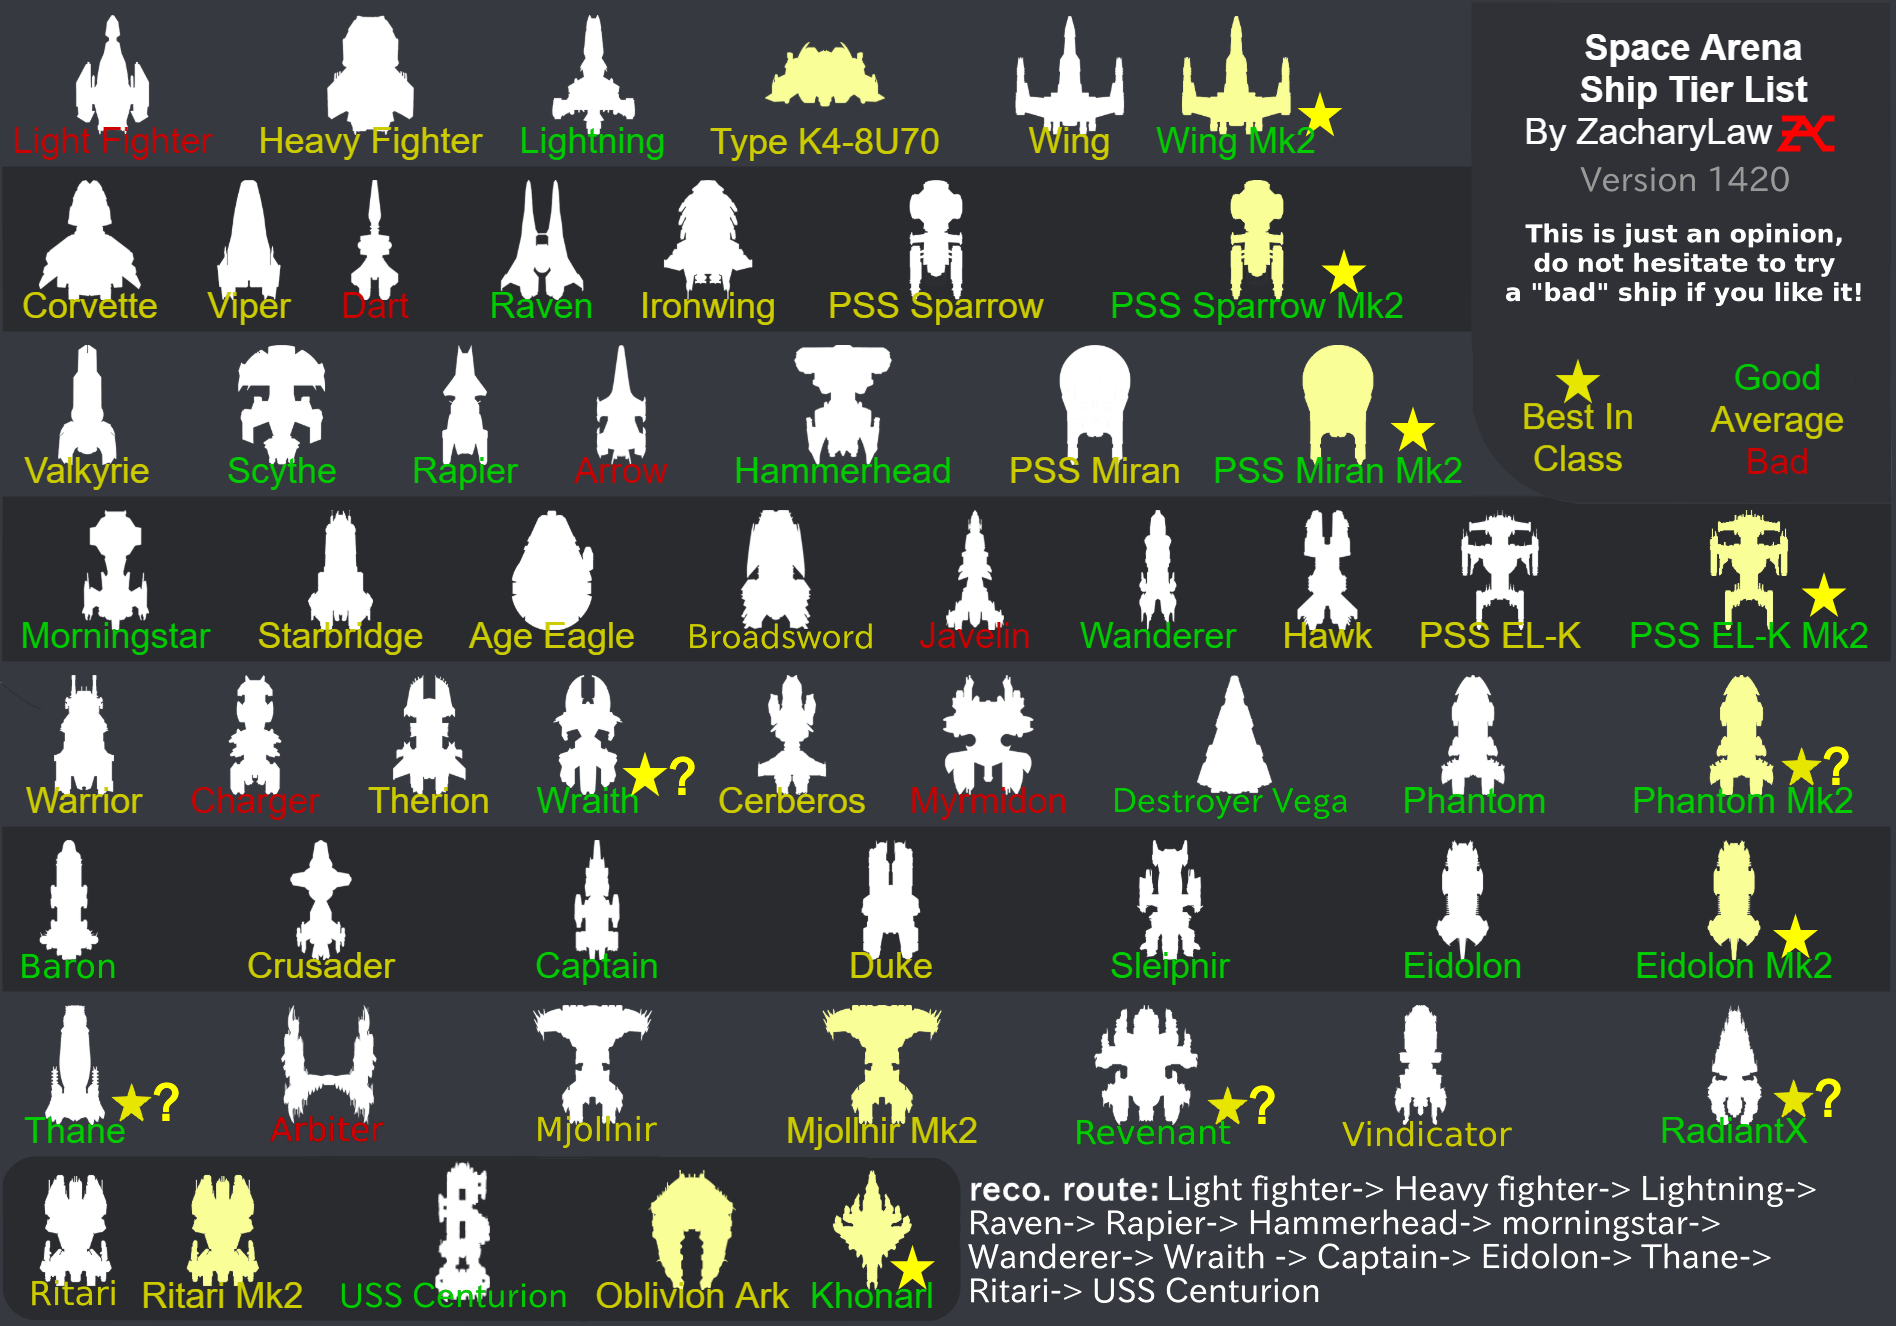 Space Arena
Ship Tier List
By ZacharyLaw ZAC
Version 1420
This is just an opinion,
do not hesitate to try
a "bad" ship if you like it!
Best In
Class
Good
Average
Bad
Light Fighter Heavy Fighter Lightning Type K4-8U70 Wing Wing Mk2
Corvette Viper Dart Raven Ironwing PSS Sparrow PSS Sparrow Mk2
Valkyrie Scythe Rapier Arrow Hammerhead PSS Miran PSS Miran Mk2
Morningstar Starbridge Age Eagle Broadsword Javelin Wanderer Hawk PSS EL-K PSS EL-K Mk2
Warrior Charger Therion Wraith ? Cerberos Myrmidon Destroyer Vega Phantom Phantom Mk2 ?
Baron Crusader Captain Duke Sleipnir Eidolon Eidolon Mk2
Thane ? Arbiter Mjollnir Mjollnir Mk2 Revenant ? Vindicator RadiantX ?
Ritari Ritari Mk2 USS Centurion Oblivion Ark Khonarl
reco. route: Light fighter-> Heavy fighter-> Lightning->
Raven-> Rapier-> Hammerhead-> morningstar->
Wanderer-> Wraith -> Captain-> Eidolon-> Thane->
Ritari-> USS Centurion